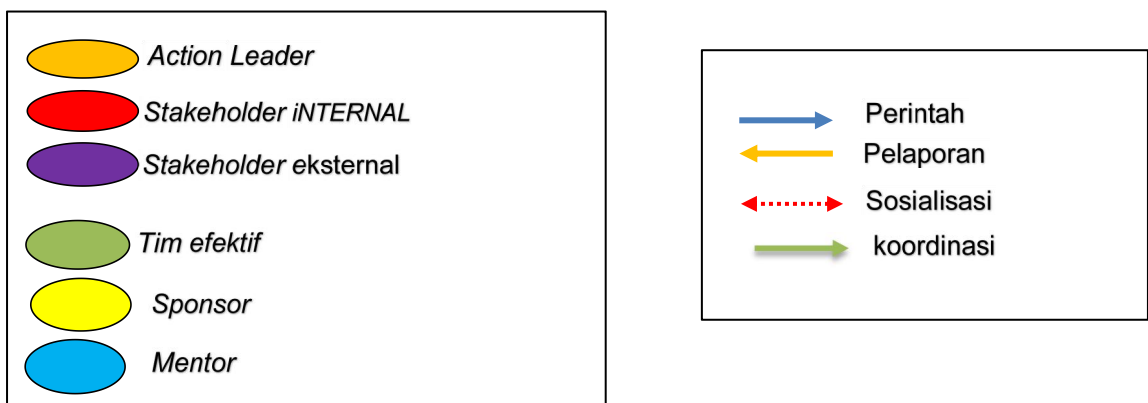 Action Leader
Stakeholder iNTERNAL
Stakeholder eksternal
Tim efektif
Sponsor
Mentor
Perintah
Pelaporan
Sosialisasi
koordinasi